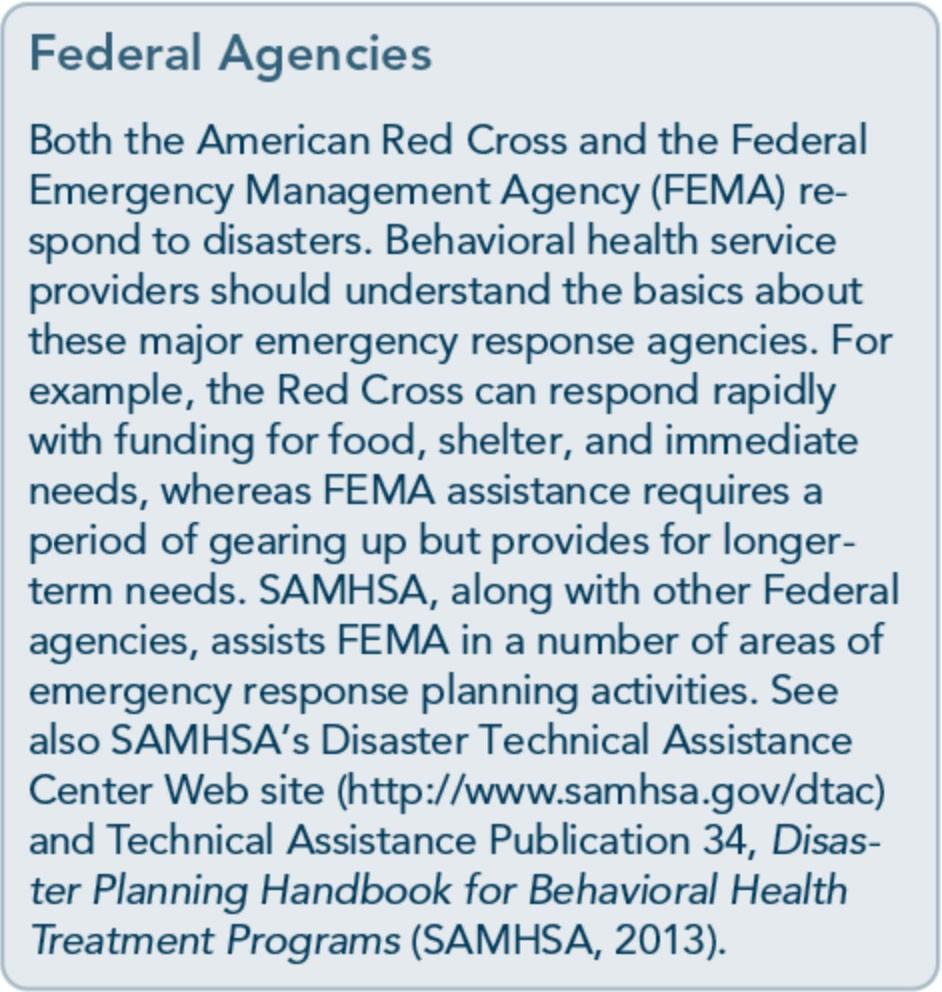 Federal Agencies
Both the American Red Cross and the Federal
Emergency Management Agency (FEMA) re-
spond to disasters. Behavioral health service
providers should understand the basics about
these major emergency response agencies. For
example, the Red Cross can respond rapidly
with funding for food, shelter, and immediate
needs, whereas FEMA assistance requires a
period of gearing up but provides for longer-
term needs. SAMHSA, along with other Federal
agencies, assists FEMA in a number of areas of
emergency response planning activities. See
also SAMHSA’s Disaster Technical Assistance
Center Web site (http://www.samhsa.gov/dtac)
and Technical Assistance Publication 34, Disas-
ter Planning Handbook for Behavioral Health
Treatment Programs (SAMHSA, 2013).